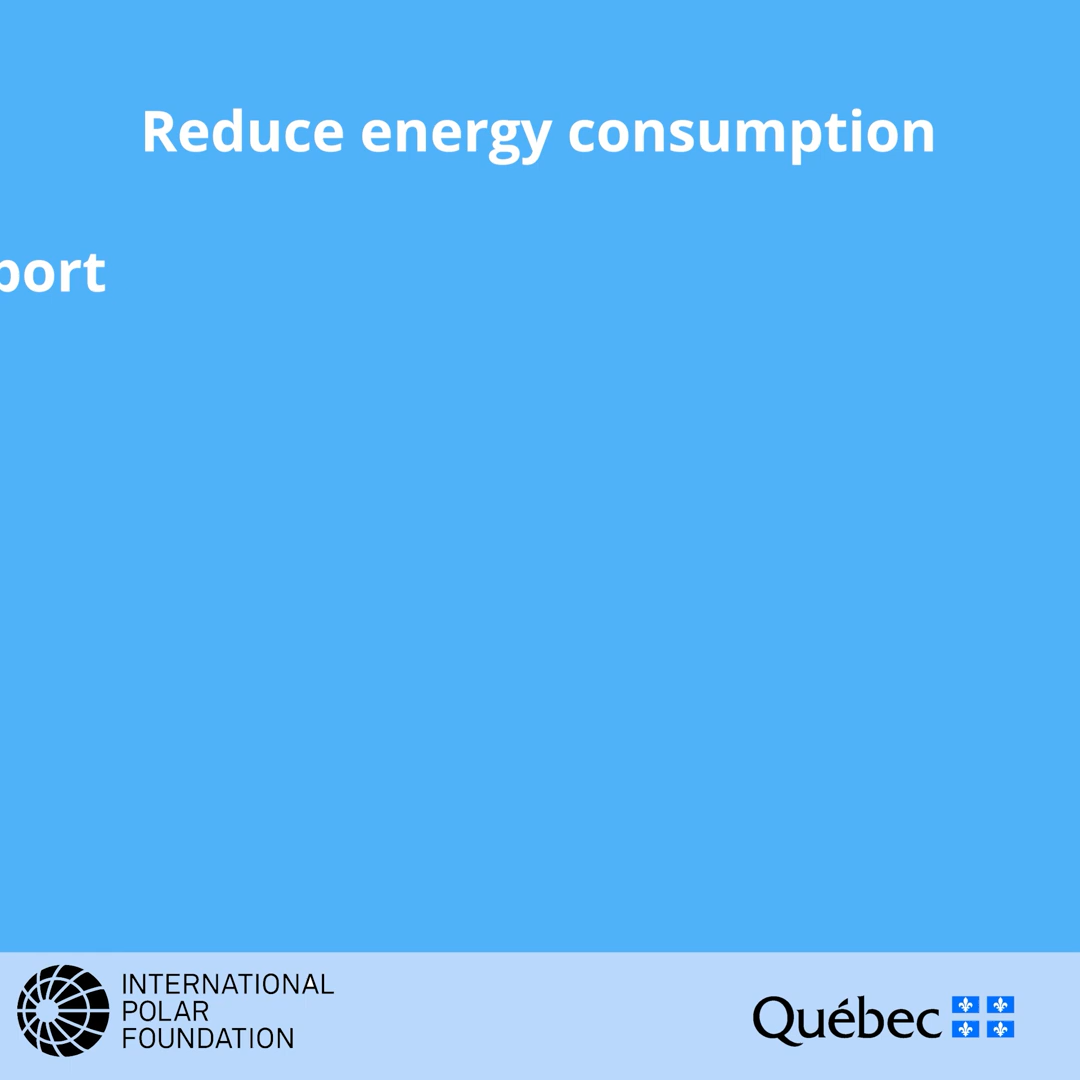 Reduce energy consumption
port
INTERNATIONAL
POLAR
FOUNDATION
Québec